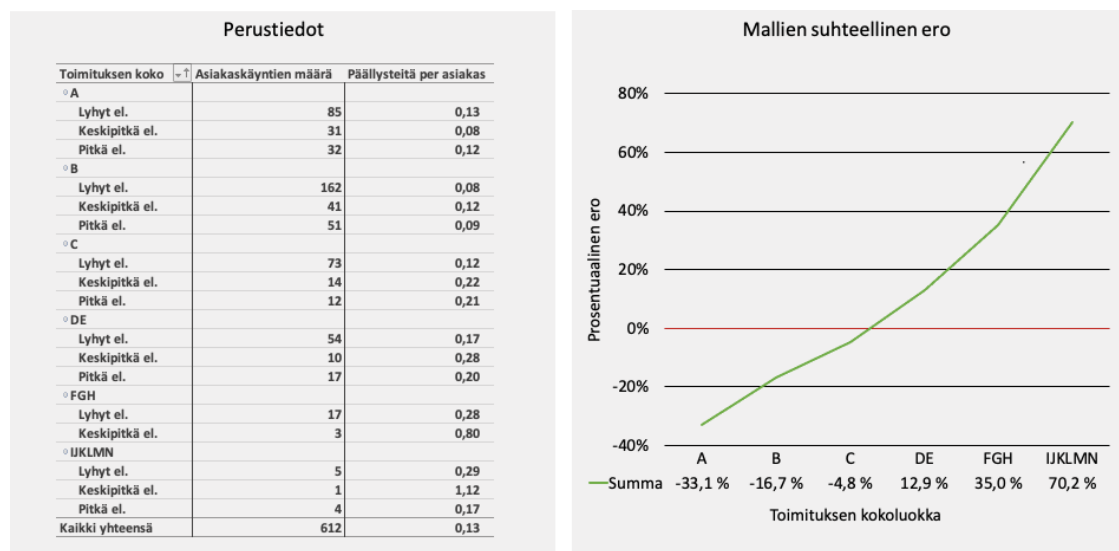 Perustiedot
Toimituksen koko Asiakaskäyntien määrä Päällysteitä per asiakas
A
Lyhyt el. 85 0,13
Keskipitkä el. 31 0,08
Pitkä el. 32 0,12
B
Lyhyt el. 162 0,08
Keskipitkä el. 41 0,12
Pitkä el. 51 0,09
C
Lyhyt el. 73 0,12
Keskipitkä el. 14 0,22
Pitkä el. 12 0,21
DE
Lyhyt el. 54 0,17
Keskipitkä el. 10 0,28
Pitkä el. 17 0,20
FGH
Lyhyt el. 17 0,28
Keskipitkä el. 3 0,80
IJKLMN
Lyhyt el. 5 0,29
Keskipitkä el. 1 1,12
Pitkä el. 4 0,17
Kaikki yhteensä 612 0,13
Mallien suhteellinen ero
Prosentuaalinen ero
80%
60%
40%
20%
0%
-20%
-40%
A B C DE FGH IJKLMN
Summa -33,1 % -16,7 % -4,8 % 12,9 % 35,0 % 70,2 %
Toimituksen kokoluokka